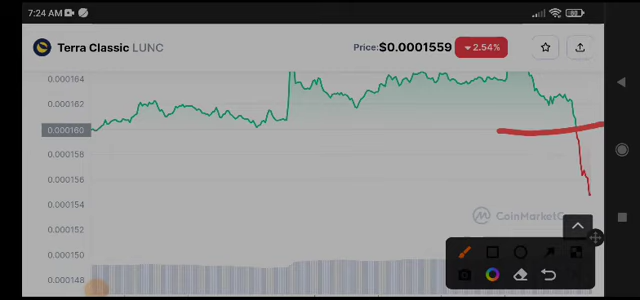 7:24 AM
Terra Classic LUNC
Price:$0.0001559 ▼2.54%
0.000164
0.000162
0.000160
0.000158
0.000156
0.000154
0.000152
0.000150
0.000148
CoinMarketC